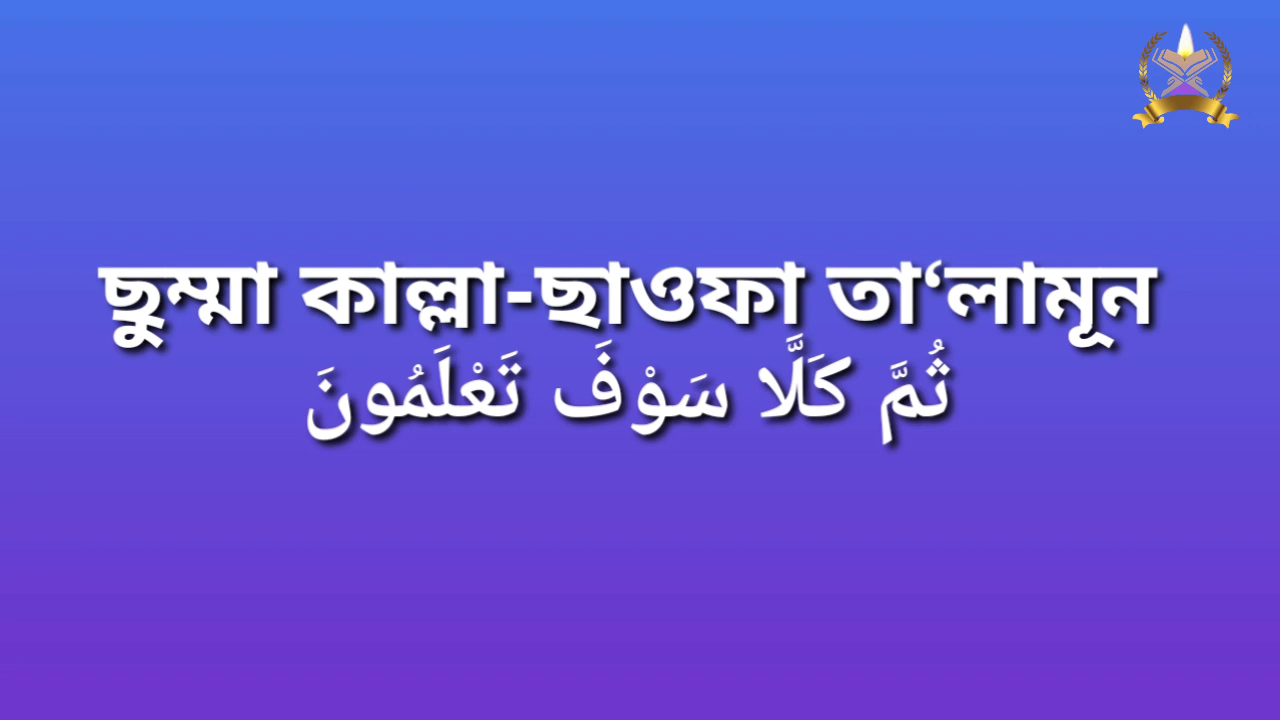 ছুম্মা কাল্লা-ছাওফা তা‘লামূন
ثُمَّ كَلَّا سَوْفَ تَعْلَمُونَ